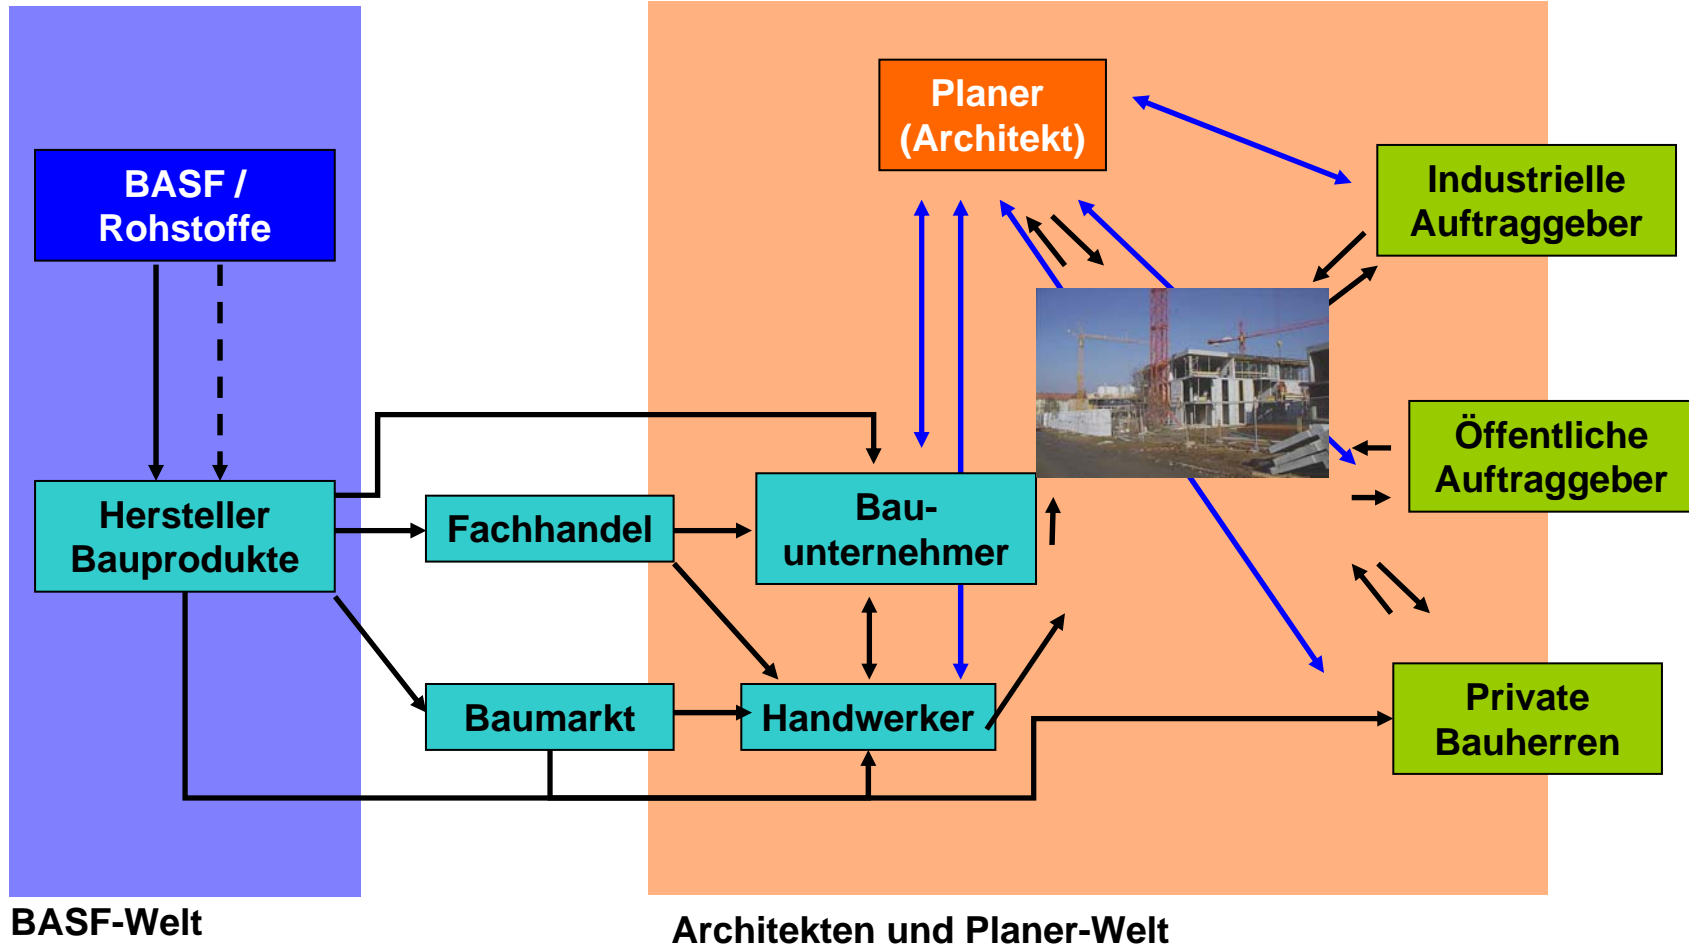 Planer
(Architekt)
BASF /
Rohstoffe
Industrielle
Auftraggeber
Öffentliche
Auftraggeber
Hersteller
Bauprodukte
Fachhandel
Bau-
unternehmer
Baumarkt
Handwerker
Private
Bauherren
BASF-Welt
Architekten und Planer-Welt